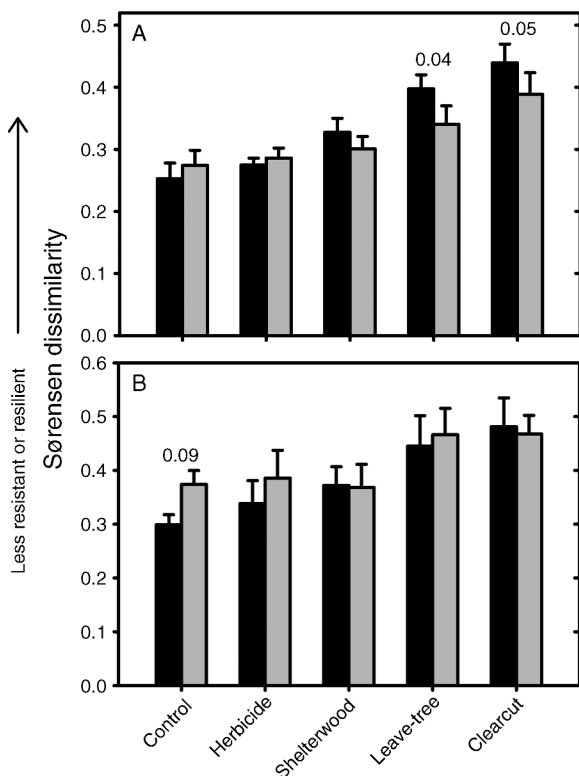 A
0.5
0.4
0.3
0.2
0.1
0.0
0.04
0.05
B
0.6
0.5
0.4
0.3
0.2
0.1
0.0
0.09
Sørensen dissimilarity
Less resistant or resilient
Control
Herbicide
Shelterwood
Leave-tree
Clearcut